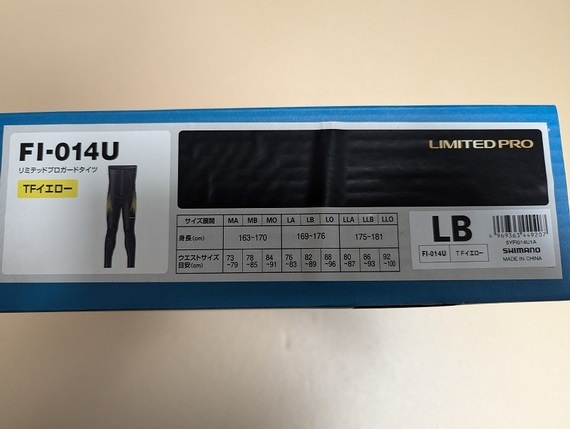 FI-014U
リミテッドプロガードタイツ
TFイエロー
LIMITED PRO
サイズ展開 MA MB MO LA LB LO LLA LLB LLO
身長(cm) 163-170 169-176 175-181
ウエストサイズ目安(cm) 73~79 78~85 84~91 76~83 82~89 88~96 80~87 86~93 92~100
LB
FI-014U TFイエロー
4 969363 449207
5YFI014U1A
SHIMANO
MADE IN CHINA